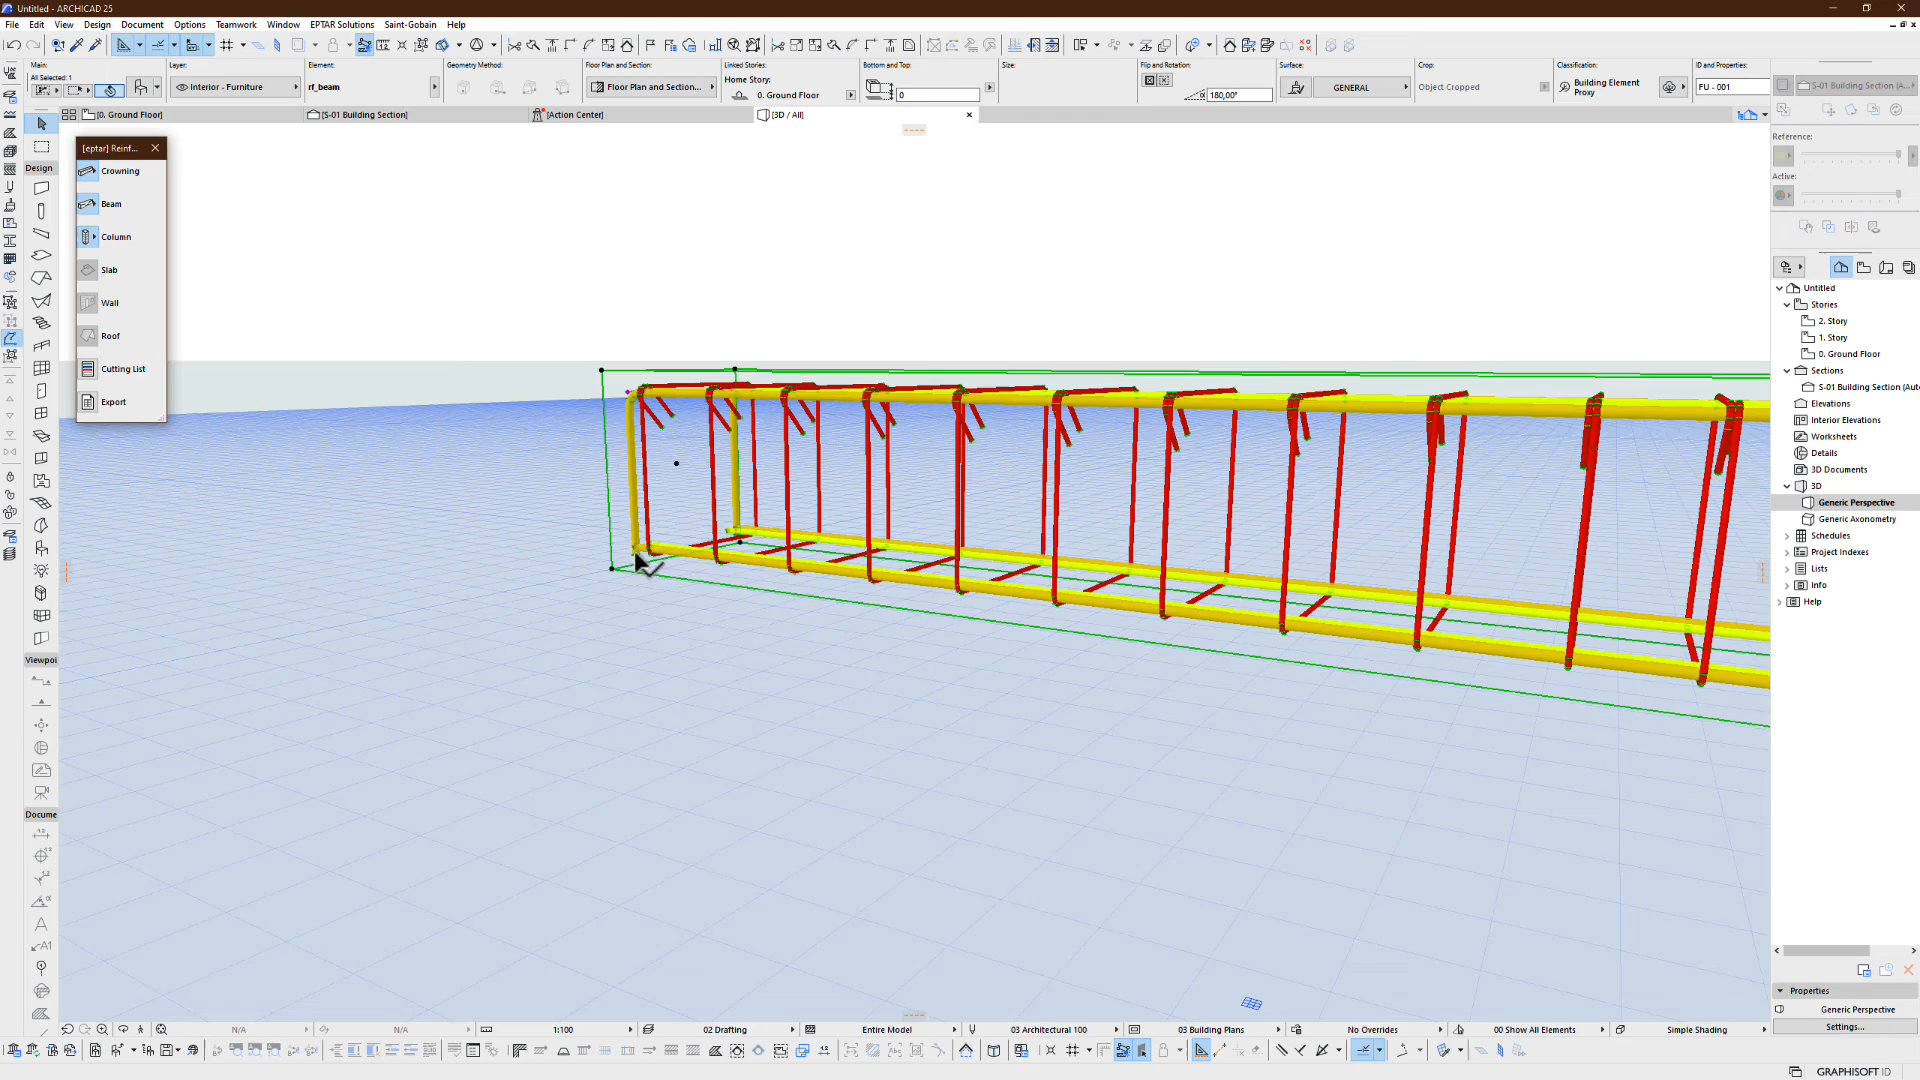 Untitled - ARCHICAD 25
File Edit View Design Document Options Teamwork Window EPTAR Solutions Saint-Gobain Help
Main:
All Selected: 1
Layer:
Interior - Furniture
Element:
rf_beam
Geometry Method:
Floor Plan and Section:
Floor Plan and Section...
Linked Stories:
Home Story:
0. Ground Floor
Bottom and Top:
0
Size:
Flip and Rotation:
180,00°
Surface:
GENERAL
Crop:
Object Cropped
Classification:
Building Element
Proxy
ID and Properties:
FU - 001
S-01 Building Section (A...
[0. Ground Floor]
[S-01 Building Section]
[Action Center]
[3D / All]
[eptar] Reinf...
Crowning
Beam
Column
Slab
Wall
Roof
Cutting List
Export
Design
Viewpoi
Docume
Reference:
Active:
Untitled
Stories
2. Story
1. Story
0. Ground Floor
Sections
S-01 Building Section (Aut
Elevations
Interior Elevations
Worksheets
Details
3D Documents
3D
Generic Perspective
Generic Axonometry
Schedules
Project Indexes
Lists
Info
Help
Properties
Generic Perspective
Settings...
N/A
N/A
1:100
02 Drafting
Entire Model
03 Architectural 100
03 Building Plans
No Overrides
00 Show All Elements
Simple Shading
GRAPHISOFT ID